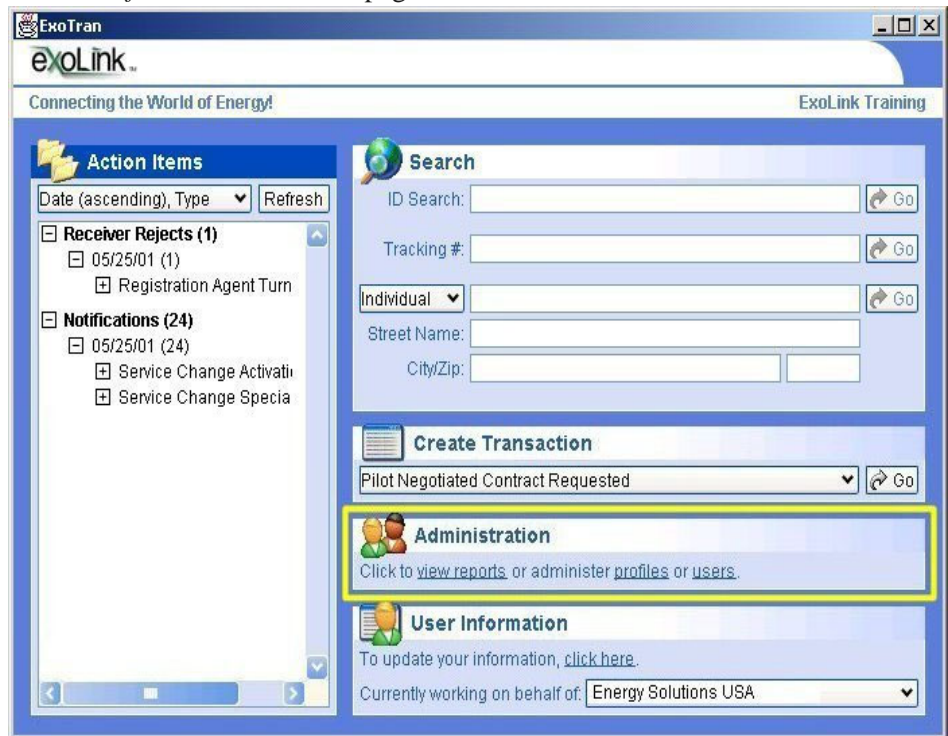 ExoTran
exoLink™
Connecting the World of Energy!
ExoLink Training
Action Items
Date (ascending), Type
Refresh
Receiver Rejects (1)
05/25/01 (1)
Registration Agent Turn
Notifications (24)
05/25/01 (24)
Service Change Activati
Service Change Specia
Search
ID Search:
Go
Tracking #:
Go
Individual
Go
Street Name:
City/Zip:
Create Transaction
Pilot Negotiated Contract Requested
Go
Administration
Click to view reports or administer profiles or users.
User Information
To update your information, click here.
Currently working on behalf of: Energy Solutions USA